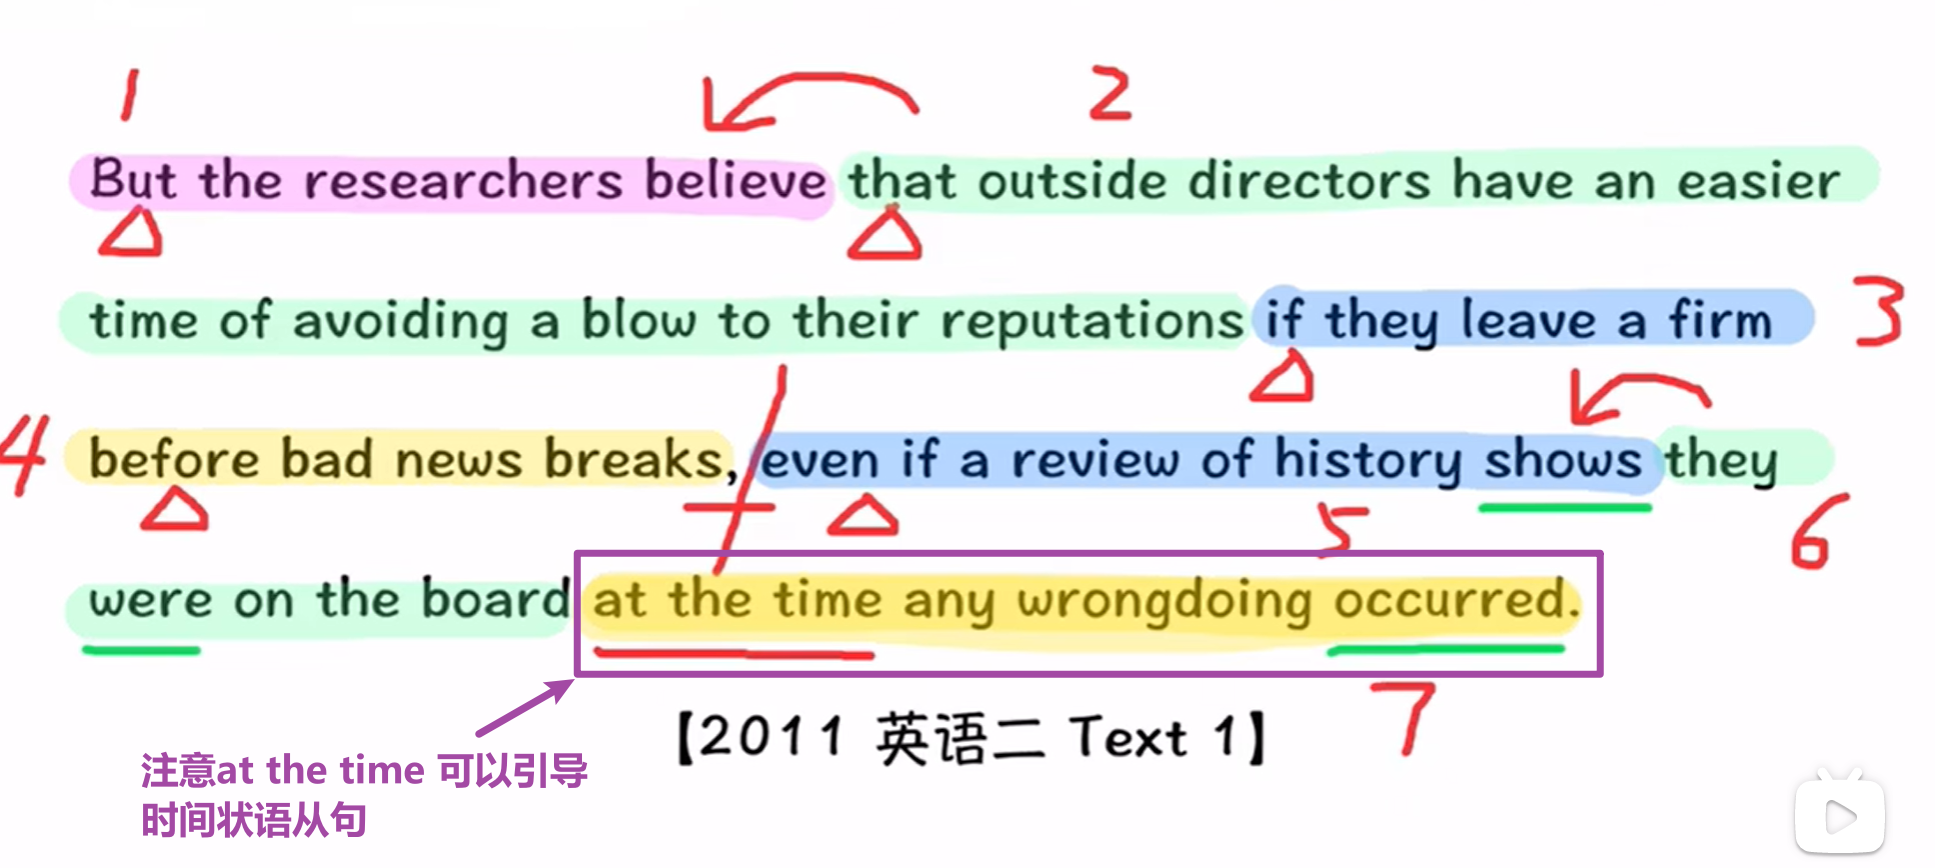 1 2
But the researchers believe that outside directors have an easier
time of avoiding a blow to their reputations if they leave a firm 3
4 before bad news breaks, even if a review of history shows they
5 6
were on the board at the time any wrongdoing occurred.
7
【2011 英语二 Text 1】
注意at the time 可以引导
时间状语从句